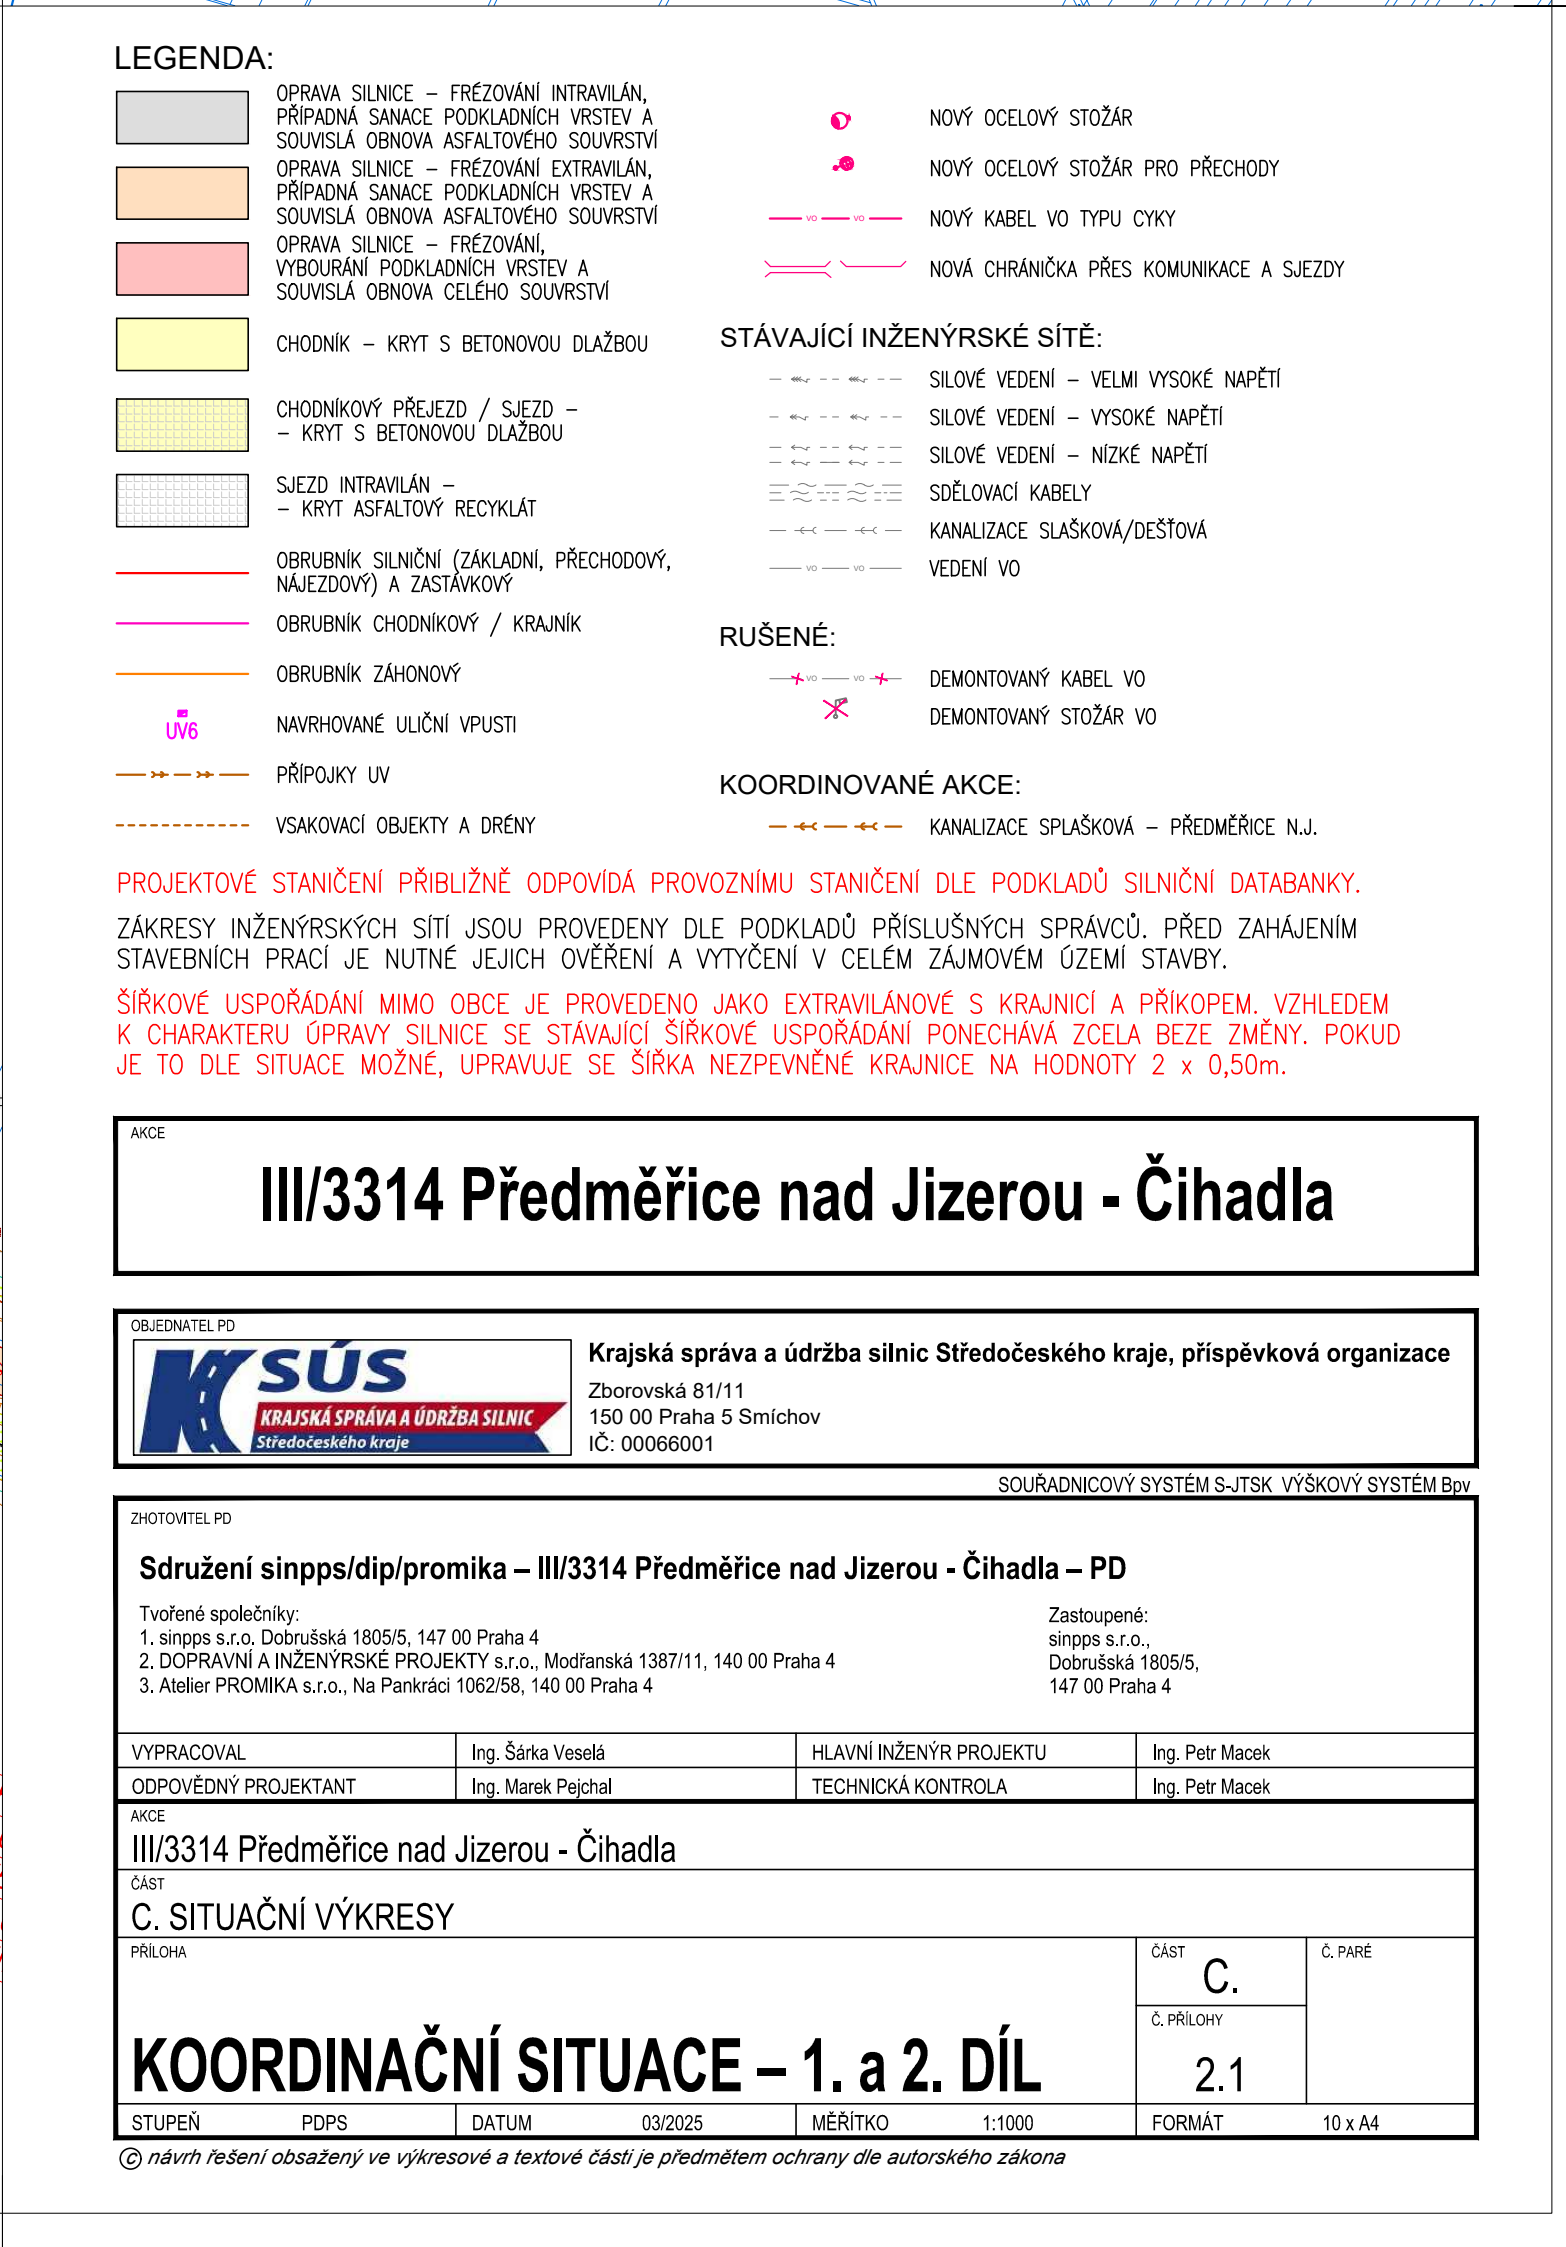 LEGENDA:
OPRAVA SILNICE – FRÉZOVÁNÍ INTRAVILÁN,
PŘÍPADNÁ SANACE PODKLADNÍCH VRSTEV A
SOUVISLÁ OBNOVA ASFALTOVÉHO SOUVRSTVÍ
OPRAVA SILNICE – FRÉZOVÁNÍ EXTRAVILÁN,
PŘÍPADNÁ SANACE PODKLADNÍCH VRSTEV A
SOUVISLÁ OBNOVA ASFALTOVÉHO SOUVRSTVÍ
OPRAVA SILNICE – FRÉZOVÁNÍ,
VYBOURÁNÍ PODKLADNÍCH VRSTEV A
SOUVISLÁ OBNOVA CELÉHO SOUVRSTVÍ
CHODNÍK – KRYT S BETONOVOU DLAŽBOU
CHODNÍKOVÝ PŘEJEZD / SJEZD –
– KRYT S BETONOVOU DLAŽBOU
SJEZD INTRAVILÁN –
– KRYT ASFALTOVÝ RECYKLÁT
OBRUBNÍK SILNIČNÍ (ZÁKLADNÍ, PŘECHODOVÝ,
NÁJEZDOVÝ) A ZASTÁVKOVÝ
OBRUBNÍK CHODNÍKOVÝ / KRAJNÍK
OBRUBNÍK ZÁHONOVÝ
UV6 NAVRHOVANÉ ULIČNÍ VPUSTI
PŘÍPOJKY UV
VSAKOVACÍ OBJEKTY A DRÉNY
NOVÝ OCELOVÝ STOŽÁR
NOVÝ OCELOVÝ STOŽÁR PRO PŘECHODY
VO VO NOVÝ KABEL VO TYPU CYKY
NOVÁ CHRÁNIČKA PŘES KOMUNIKACE A SJEZDY
STÁVAJÍCÍ INŽENÝRSKÉ SÍTĚ:
SILOVÉ VEDENÍ – VELMI VYSOKÉ NAPĚTÍ
SILOVÉ VEDENÍ – VYSOKÉ NAPĚTÍ
SILOVÉ VEDENÍ – NÍZKÉ NAPĚTÍ
SDĚLOVACÍ KABELY
KANALIZACE SLAŠKOVÁ/DEŠŤOVÁ
VO VO VEDENÍ VO
RUŠENÉ:
VO VO DEMONTOVANÝ KABEL VO
DEMONTOVANÝ STOŽÁR VO
KOORDINOVANÉ AKCE:
KANALIZACE SPLAŠKOVÁ – PŘEDMĚŘICE N.J.
PROJEKTOVÉ STANIČENÍ PŘIBLIŽNĚ ODPOVÍDÁ PROVOZNÍMU STANIČENÍ DLE PODKLADŮ SILNIČNÍ DATABANKY.
ZÁKRESY INŽENÝRSKÝCH SÍTÍ JSOU PROVEDENY DLE PODKLADŮ PŘÍSLUŠNÝCH SPRÁVCŮ. PŘED ZAHÁJENÍM
STAVEBNÍCH PRACÍ JE NUTNÉ JEJICH OVĚŘENÍ A VYTYČENÍ V CELÉM ZÁJMOVÉM ÚZEMÍ STAVBY.
ŠÍŘKOVÉ USPOŘÁDÁNÍ MIMO OBCE JE PROVEDENO JAKO EXTRAVILÁNOVÉ S KRAJNICÍ A PŘÍKOPEM. VZHLEDEM
K CHARAKTERU ÚPRAVY SILNICE SE STÁVAJÍCÍ ŠÍŘKOVÉ USPOŘÁDÁNÍ PONECHÁVÁ ZCELA BEZE ZMĚNY. POKUD
JE TO DLE SITUACE MOŽNÉ, UPRAVUJE SE ŠÍŘKA NEZPEVNĚNÉ KRAJNICE NA HODNOTY 2 x 0,50m.
AKCE
III/3314 Předměřice nad Jizerou - Čihadla
OBJEDNATEL PD
KSÚS
KRAJSKÁ SPRÁVA A ÚDRŽBA SILNIC
Středočeského kraje
Krajská správa a údržba silnic Středočeského kraje, příspěvková organizace
Zborovská 81/11
150 00 Praha 5 Smíchov
IČ: 00066001
SOUŘADNICOVÝ SYSTÉM S-JTSK VÝŠKOVÝ SYSTÉM Bpv
ZHOTOVITEL PD
Sdružení sinpps/dip/promika – III/3314 Předměřice nad Jizerou - Čihadla – PD
Tvořené společníky:
1. sinpps s.r.o. Dobrušská 1805/5, 147 00 Praha 4
2. DOPRAVNÍ A INŽENÝRSKÉ PROJEKTY s.r.o., Modřanská 1387/11, 140 00 Praha 4
3. Atelier PROMIKA s.r.o., Na Pankráci 1062/58, 140 00 Praha 4
Zastoupené:
sinpps s.r.o.,
Dobrušská 1805/5,
147 00 Praha 4
VYPRACOVAL Ing. Šárka Veselá HLAVNÍ INŽENÝR PROJEKTU Ing. Petr Macek
ODPOVĚDNÝ PROJEKTANT Ing. Marek Pejchal TECHNICKÁ KONTROLA Ing. Petr Macek
AKCE
III/3314 Předměřice nad Jizerou - Čihadla
ČÁST
C. SITUAČNÍ VÝKRESY
PŘÍLOHA
KOORDINAČNÍ SITUACE – 1. a 2. DÍL
ČÁST
C.
Č. PŘÍLOHY
2.1
Č. PARÉ
STUPEŇ PDPS DATUM 03/2025 MĚŘÍTKO 1:1000 FORMÁT 10 x A4
© návrh řešení obsažený ve výkresové a textové části je předmětem ochrany dle autorského zákona